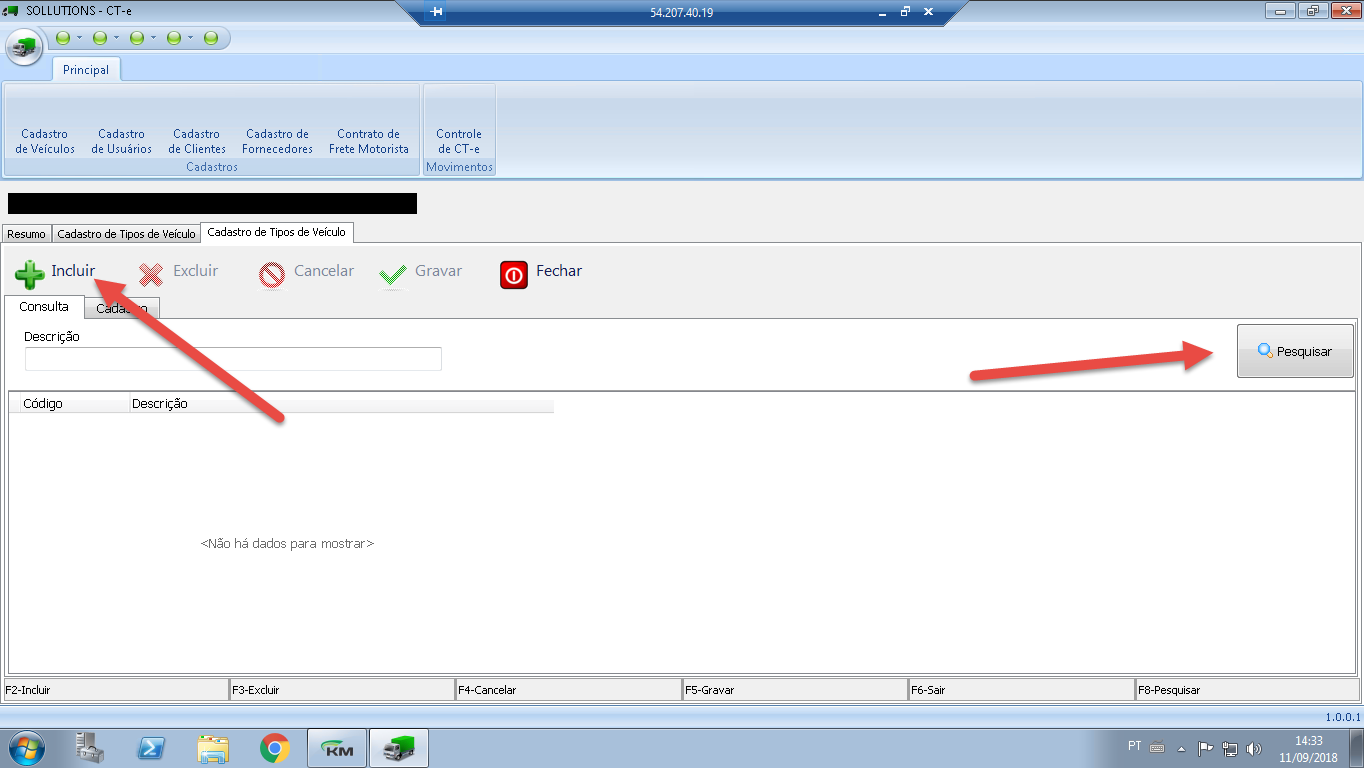 SOLLUTIONS - CT-e
54.207.40.19
Principal
Cadastro de Veículos
Cadastro de Usuários
Cadastro de Clientes
Cadastro de Fornecedores
Contrato de Frete Motorista
Controle de CT-e
Cadastros
Movimentos
Resumo
Cadastro de Tipos de Veículo
Cadastro de Tipos de Veículo
Incluir
Excluir
Cancelar
Gravar
Fechar
Consulta
Cadastro
Descrição
Pesquisar
Código
Descrição
<Não há dados para mostrar>
F2-Incluir
F3-Excluir
F4-Cancelar
F5-Gravar
F6-Sair
F8-Pesquisar
1.0.0.1
KM
PT
14:33
11/09/2018